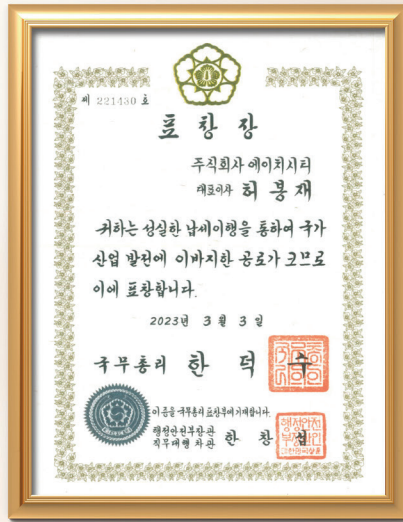 제 221430 호
표 창 장
주식회사 에이치시티
대표이사 허 봉 재
귀하는 성실한 납세이행을 통하여 국가
산업 발전에 이바지한 공로가 크므로
이에 표창합니다.
2023년 3 월 3 일
국무총리 한 덕 수
이 증을 국무총리 표창부에 기재합니다.
행정안전부장관
직무대행 차관 한 창 섭